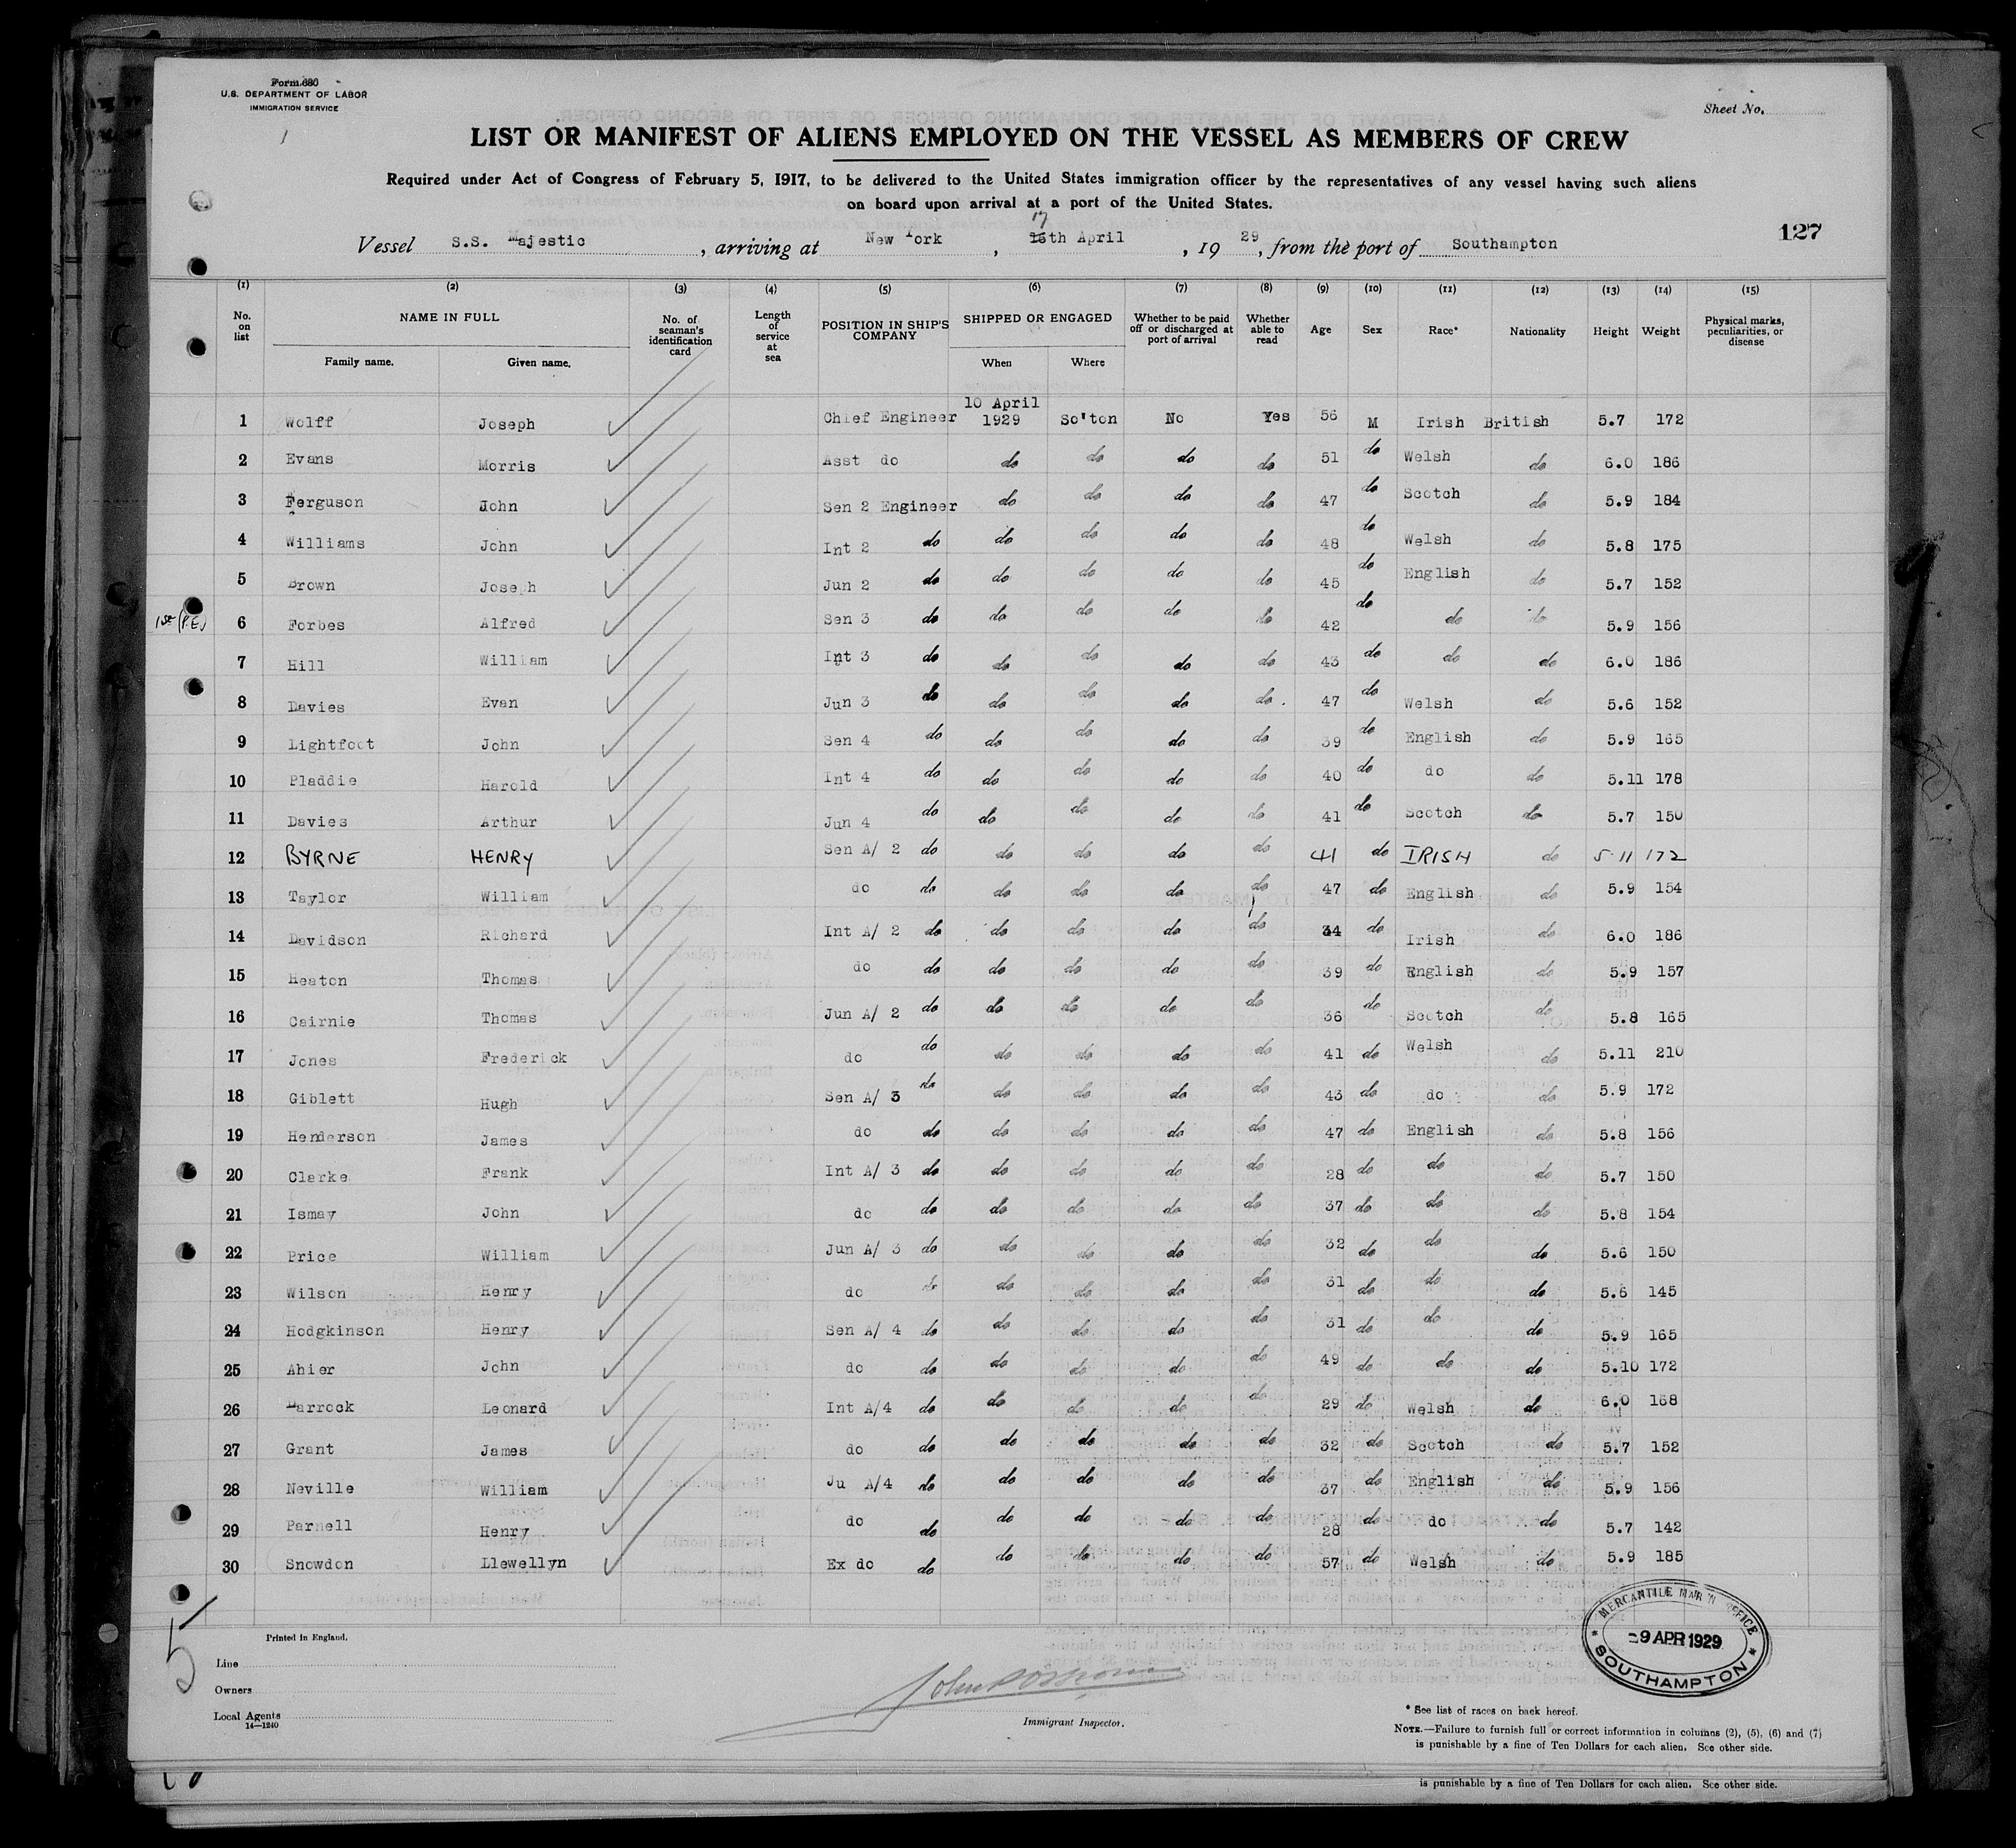 Form 680
U.S. DEPARTMENT OF LABOR
IMMIGRATION SERVICE
1
Sheet No.
LIST OR MANIFEST OF ALIENS EMPLOYED ON THE VESSEL AS MEMBERS OF CREW
Required under Act of Congress of February 5, 1917, to be delivered to the United States immigration officer by the representatives of any vessel having such aliens
on board upon arrival at a port of the United States.
17
Vessel S.S. Majestic, arriving at New York, 16th April, 1929, from the port of Southampton
127
(1) (2) (3) (4) (5) (6) (7) (8) (9) (10) (11) (12) (13) (14) (15)
No. on list NAME IN FULL Family name. Given name. No. of seaman's identification card Length of service at sea POSITION IN SHIP'S COMPANY SHIPPED OR ENGAGED When Where Whether to be paid off or discharged at port of arrival Whether able to read Age Sex Race* Nationality Height Weight Physical marks, peculiarities, or disease
1 Wolff Joseph Chief Engineer 10 April 1929 So'ton No Yes 56 M Irish British 5.7 172
2 Evans Morris Asst do do do do do 51 do Welsh do 6.0 186
3 Ferguson John Sen 2 Engineer do do do do 47 do Scotch do 5.9 184
4 Williams John Int 2 do do do do do 48 do Welsh do 5.8 175
5 Brown Joseph Jun 2 do do do do do 45 do English do 5.7 152
1st (P.E.) 6 Forbes Alfred Sen 3 do do do do do 42 do do do 5.9 156
7 Hill William Int 3 do do do do do 43 do do do 6.0 186
8 Davies Evan Jun 3 do do do do do 47 do Welsh do 5.6 152
9 Lightfoot John Sen 4 do do do do do 39 do English do 5.9 165
10 Pladdie Harold Int 4 do do do do do 40 do do do 5.11 178
11 Davies Arthur Jun 4 do do do do do 41 do Scotch do 5.7 150
12 BYRNE HENRY Sen A/ 2 do do do do do 41 do IRISH do 5.11 172
13 Taylor William do do do do do do 47 do English do 5.9 154
14 Davidson Richard Int A/ 2 do do do do do 34 do Irish do 6.0 186
15 Heaton Thomas do do do do do do 39 do English do 5.9 157
16 Cairnie Thomas Jun A/ 2 do do do do do 36 do Scotch do 5.8 165
17 Jones Frederick do do do do do do 41 do Welsh do 5.11 210
18 Giblett Hugh Sen A/ 3 do do do do do 43 do do do 5.9 172
19 Henderson James do do do do do do 47 do English do 5.8 156
20 Clarke Frank Int A/ 3 do do do do do 28 do do do 5.7 150
21 Ismay John do do do do do do 37 do do do 5.8 154
22 Price William Jun A/ 3 do do do do do 32 do do do 5.6 150
23 Wilson Henry do do do do do do 31 do do do 5.6 145
24 Hodgkinson Henry Sen A/ 4 do do do do do 31 do do do 5.9 165
25 Ahier John do do do do do do 49 do do do 5.10 172
26 Marrock Leonard Int A/4 do do do do do 29 do Welsh do 6.0 168
27 Grant James do do do do do do 32 do Scotch do 5.7 152
28 Neville William Ju A/4 do do do do do 37 do English do 5.9 156
29 Parnell Henry do do do do do do 28 do do do 5.7 142
30 Snowdon Llewellyn Ex do do do do do do 57 do Welsh do 5.9 185
MERCANTILE MARINE OFFICE
9 APR 1929
SOUTHAMPTON
5
Printed in England.
Line
Owners
Local Agents
14—1240
Immigrant Inspector.
* See list of races on back hereof.
NOTE.—Failure to furnish full or correct information in columns (2), (5), (6) and (7)
is punishable by a fine of Ten Dollars for each alien. See other side.
is punishable by a fine of Ten Dollars for each alien. See other side.